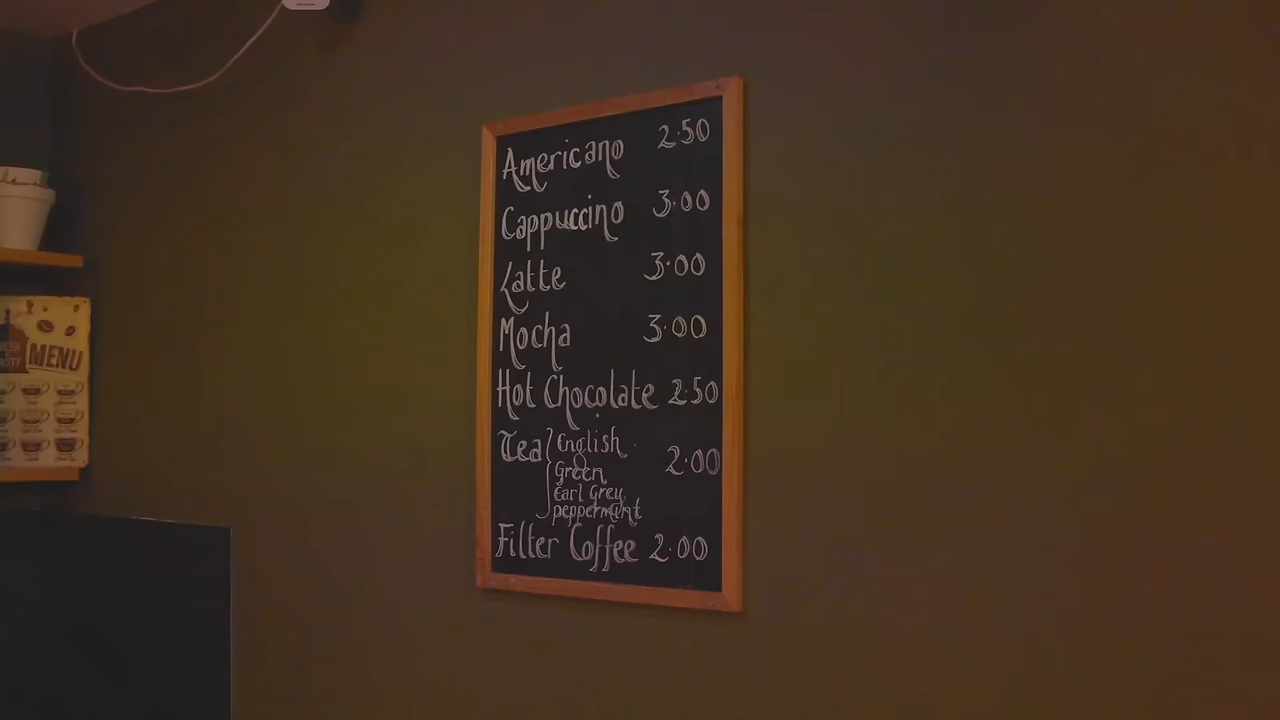 Americano 2.50
Cappuccino 3.00
Latte 3.00
Mocha 3.00
Hot Chocolate 2.50
Tea { English 2.00
Green
Earl Grey
peppermint
Filter Coffee 2.00
MENU